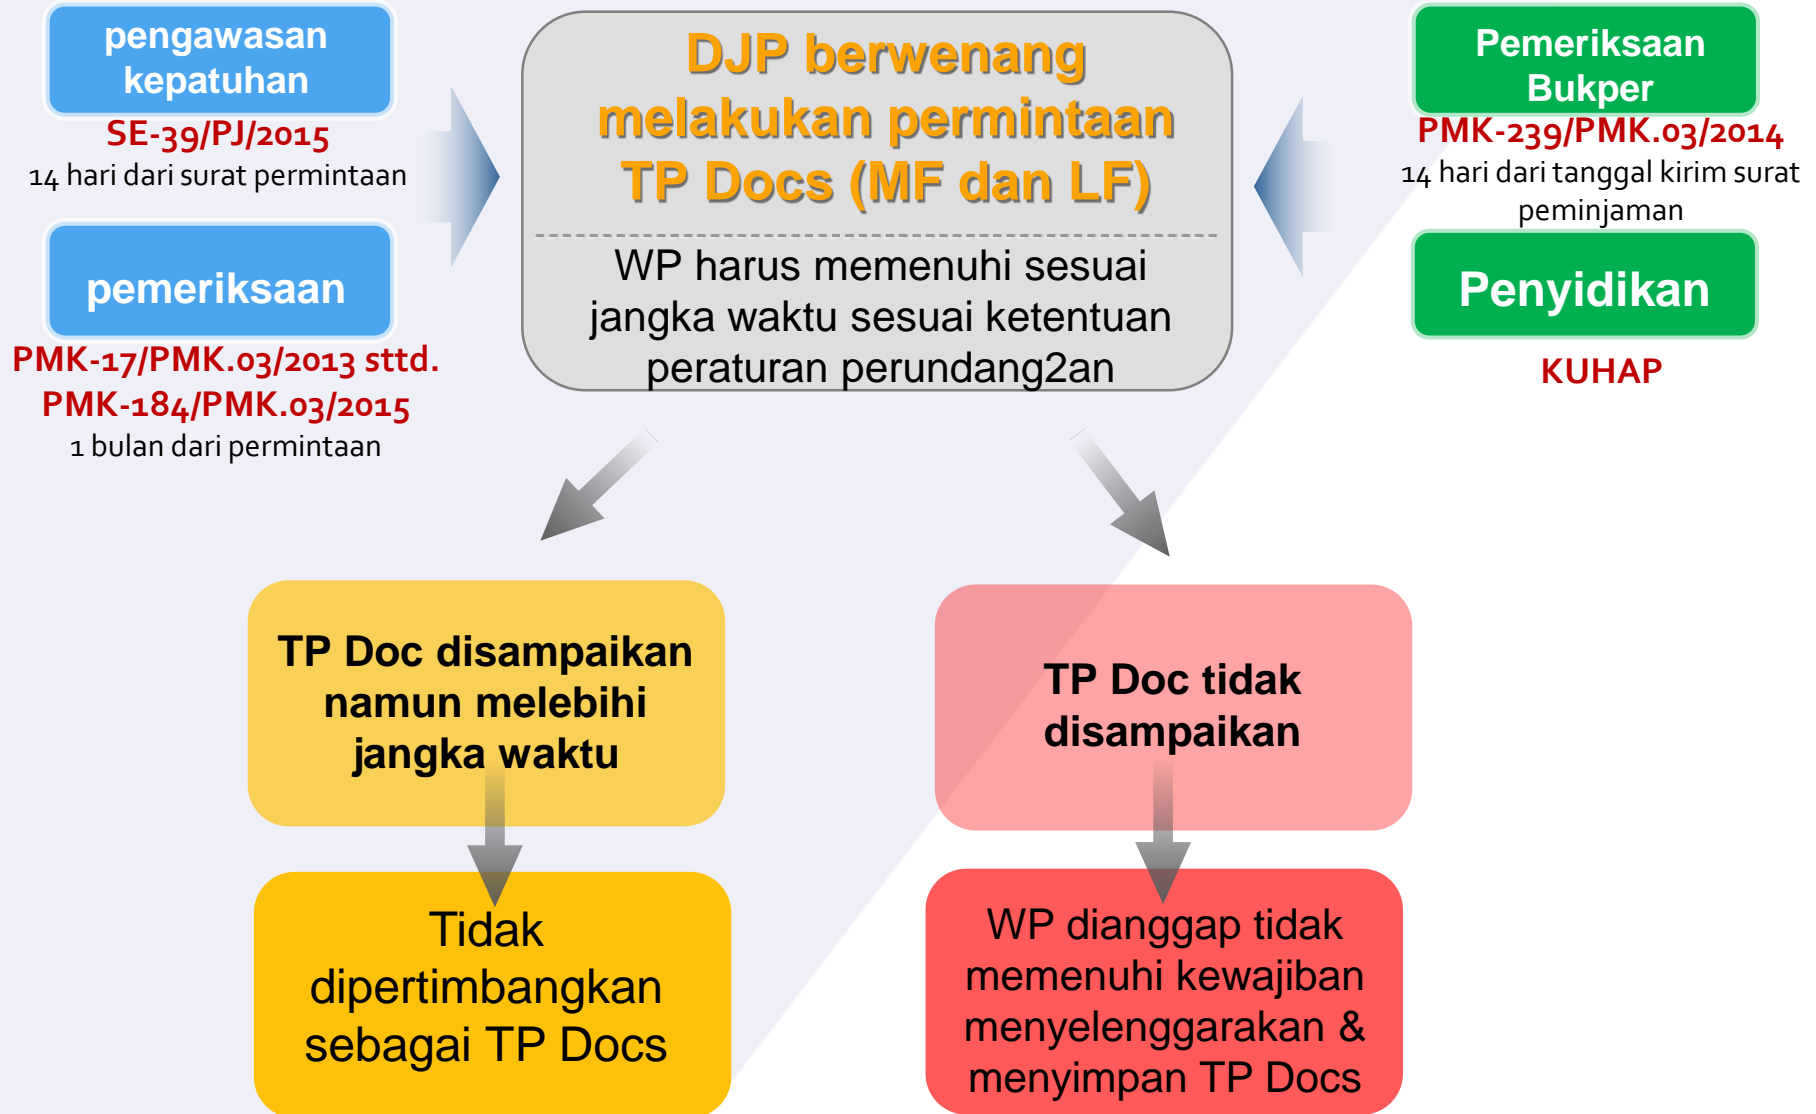 pengawasan
kepatuhan
SE-39/PJ/2015
14 hari dari surat permintaan
pemeriksaan
PMK-17/PMK.03/2013 sttd.
PMK-184/PMK.03/2015
1 bulan dari permintaan
DJP berwenang
melakukan permintaan
TP Docs (MF dan LF)
WP harus memenuhi sesuai
jangka waktu sesuai ketentuan
peraturan perundang2an
Pemeriksaan
Bukper
PMK-239/PMK.03/2014
14 hari dari tanggal kirim surat
peminjaman
Penyidikan
KUHAP
TP Doc disampaikan
namun melebihi
jangka waktu
Tidak
dipertimbangkan
sebagai TP Docs
TP Doc tidak
disampaikan
WP dianggap tidak
memenuhi kewajiban
menyelenggarakan &
menyimpan TP Docs